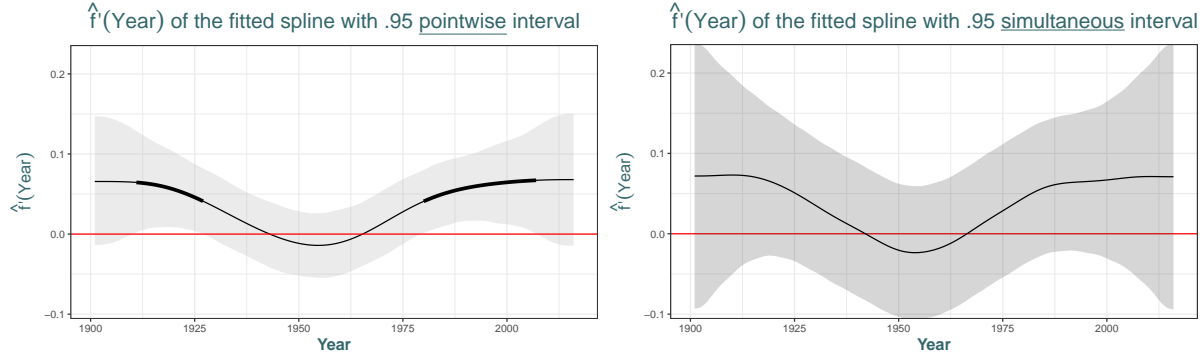 f̂'(Year) of the fitted spline with .95 pointwise interval
f̂'(Year)
0.2
0.1
0.0
−0.1
1900 1925 1950 1975 2000
Year
f̂'(Year) of the fitted spline with .95 simultaneous interval
f̂'(Year)
0.2
0.1
0.0
−0.1
1900 1925 1950 1975 2000
Year